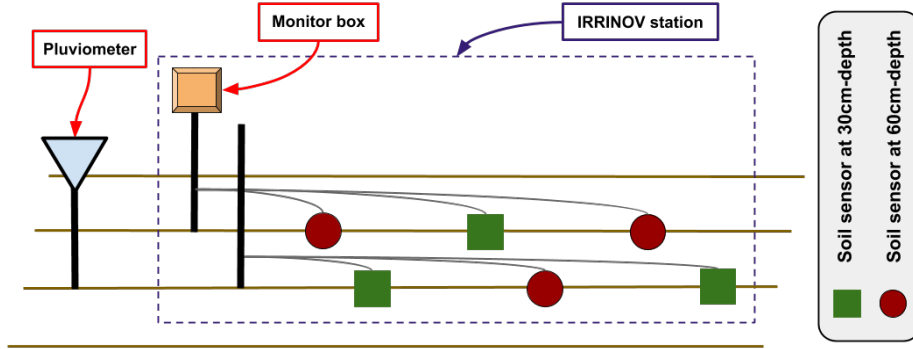 Monitor box
IRRINOV station
Pluviometer
Soil sensor at 30cm-depth
Soil sensor at 60cm-depth